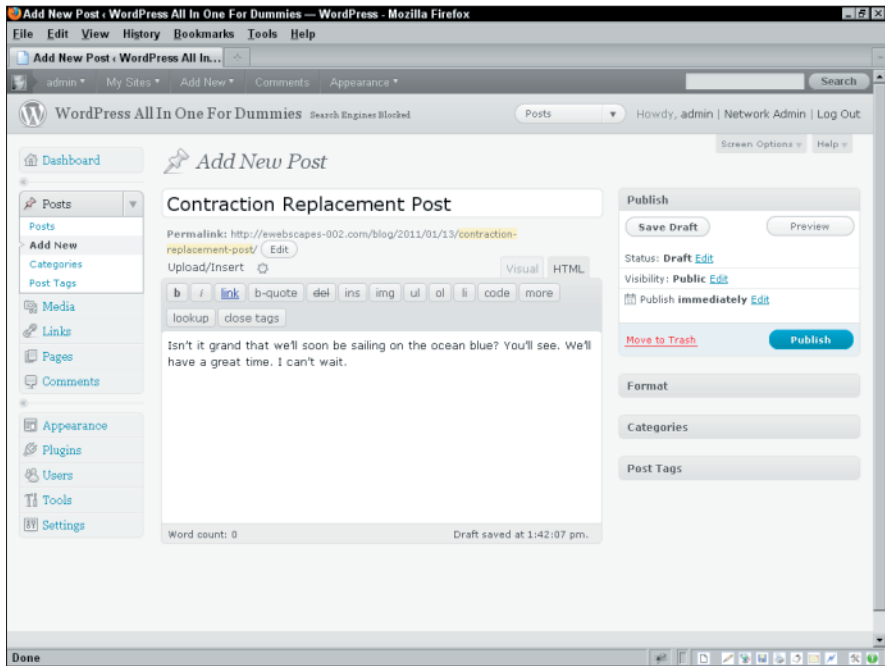 Add New Post ‹ WordPress All In One For Dummies — WordPress - Mozilla Firefox
File Edit View History Bookmarks Tools Help
Add New Post ‹ WordPress All In...
admin My Sites Add New Comments Appearance Search
WordPress All In One For Dummies Search Engines Blocked Posts Howdy, admin | Network Admin | Log Out
Screen Options Help
Dashboard
Add New Post
Posts
Posts
Add New
Categories
Post Tags
Media
Links
Pages
Comments
Appearance
Plugins
Users
Tools
Settings
Contraction Replacement Post
Permalink: http://ewebscapes-002.com/blog/2011/01/13/contraction-
replacement-post/ Edit
Upload/Insert Visual HTML
b i link b-quote del ins img ul ol li code more
lookup close tags
Isn't it grand that we'll soon be sailing on the ocean blue? You'll see. We'll
have a great time. I can't wait.
Word count: 0 Draft saved at 1:42:07 pm.
Publish
Save Draft Preview
Status: Draft Edit
Visibility: Public Edit
Publish immediately Edit
Move to Trash Publish
Format
Categories
Post Tags
Done